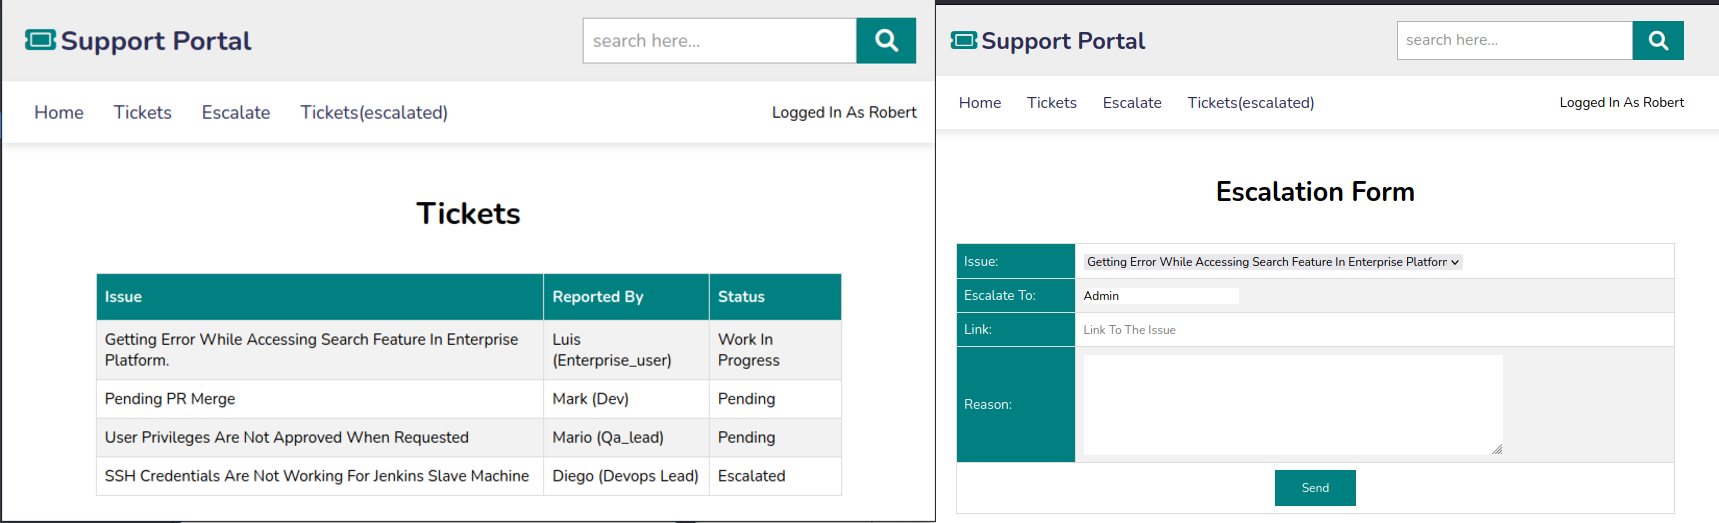 Support Portal
search here...
Home Tickets Escalate Tickets(escalated) Logged In As Robert
Tickets
Issue Reported By Status
Getting Error While Accessing Search Feature In Enterprise
Platform.
Luis
(Enterprise_user)
Work In
Progress
Pending PR Merge Mark (Dev) Pending
User Privileges Are Not Approved When Requested Mario (Qa_lead) Pending
SSH Credentials Are Not Working For Jenkins Slave Machine Diego (Devops Lead) Escalated
Support Portal
search here...
Home Tickets Escalate Tickets(escalated) Logged In As Robert
Escalation Form
Issue: Getting Error While Accessing Search Feature In Enterprise Platforr
Escalate To: Admin
Link: Link To The Issue
Reason:
Send